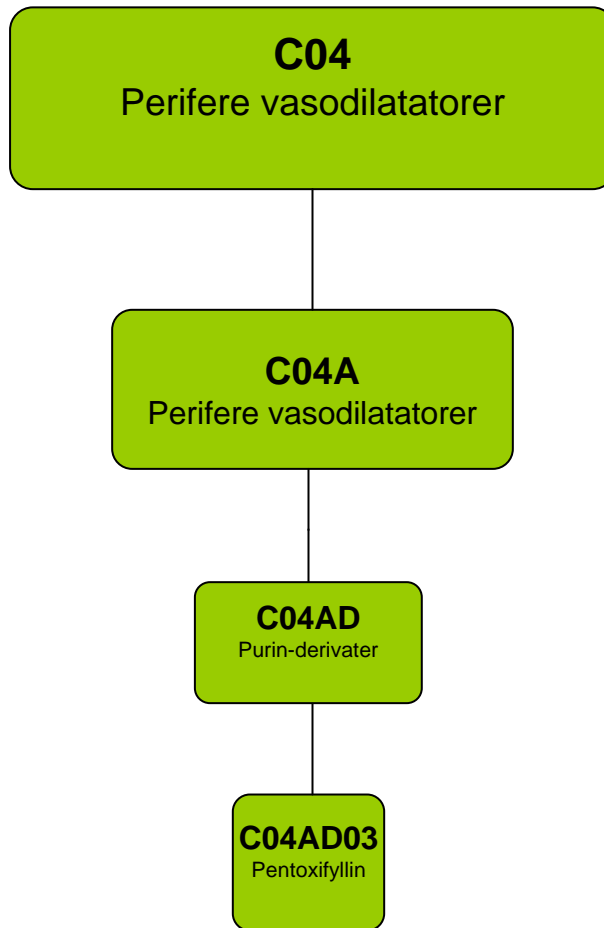 C04
Perifere vasodilatatorer
C04A
Perifere vasodilatatorer
C04AD
Purin-derivater
C04AD03
Pentoxifyllin